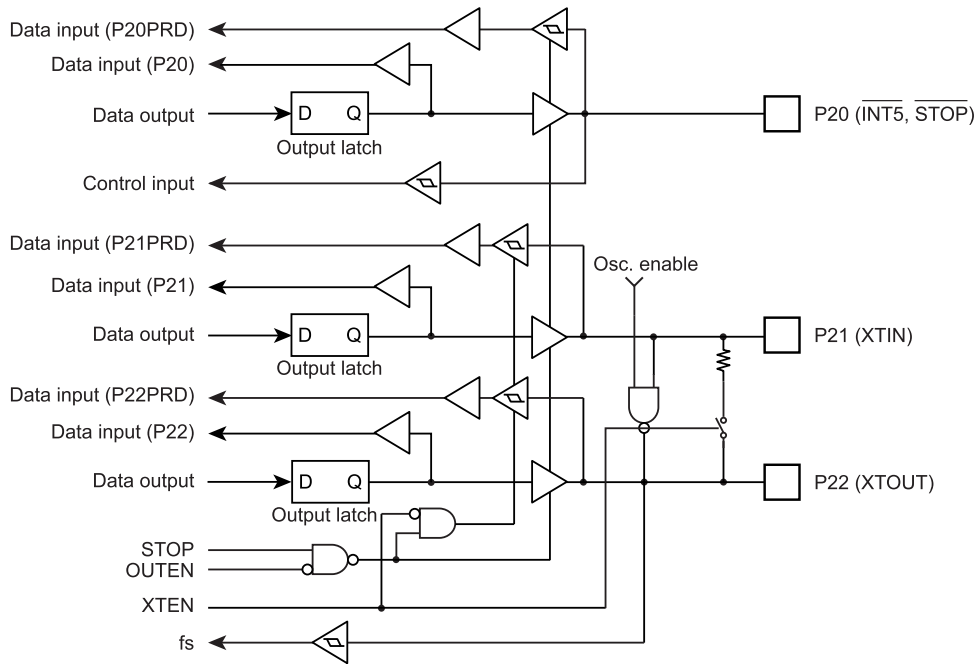 Data input (P20PRD)
Data input (P20)
Data output
D Q
Output latch
P20 (INT5, STOP)
Control input
Data input (P21PRD)
Osc. enable
Data input (P21)
Data output
D Q
Output latch
P21 (XTIN)
Data input (P22PRD)
Data input (P22)
Data output
D Q
Output latch
P22 (XTOUT)
STOP
OUTEN
XTEN
fs